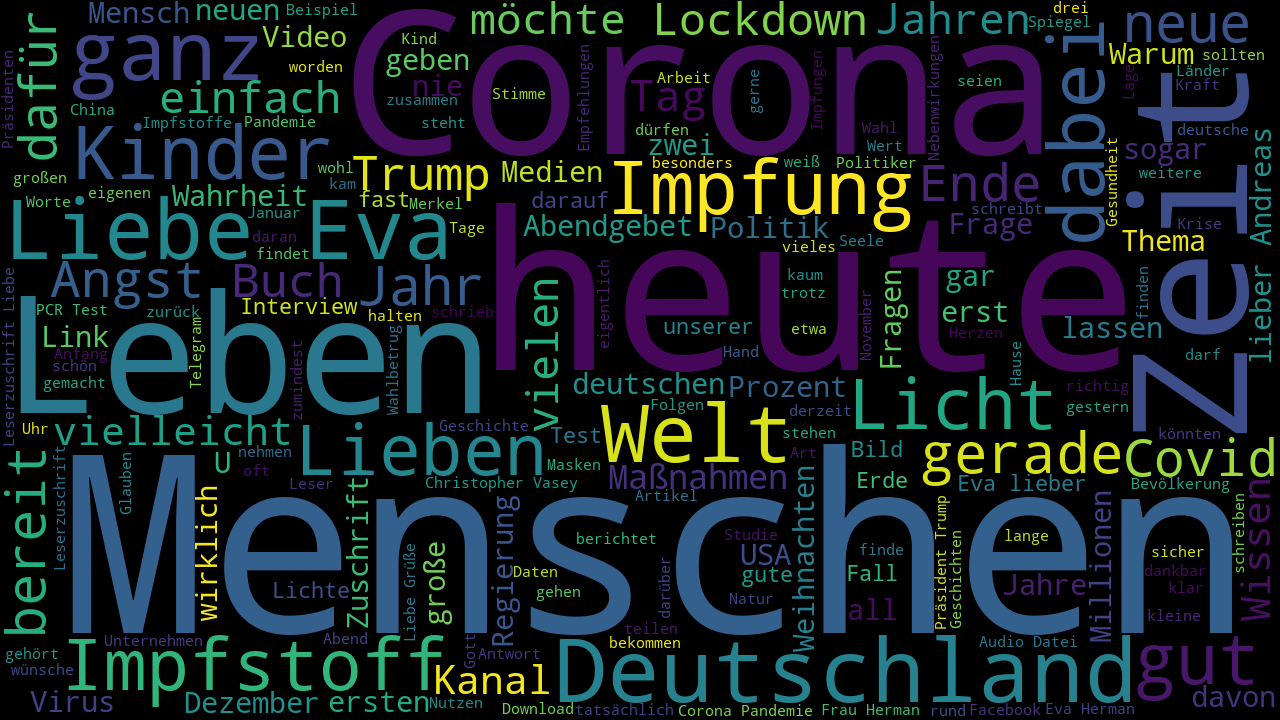 Mensch
neuen
Beispiel
möchte
Lockdown
Jahren
drei
Spiegel
neue
dafür
ganz
Video
Kind
geben
Corona
dabei
Warum
sollten
Präsidenten
worden
nie
Stimme
Empfehlungen
Arbeit
Tag
gerne
Impfungen
seien
Nebenwirkungen
Lage
Länder
Kraft
Zeit
China
einfach
zusammen
Impfstoffe
Pandemie
steht
dürfen
zwei
Wahl
Wert
deutsche
Kinder
Gesundheit
sogar
Andreas
großen
wohl
Trump
Medien
besonders
weiß
Politiker
weitere
eigenen
Wahrheit
kam
fast
Merkel
darauf
Impfung
Ende
schreibt
Worte
Liebe
Januar
Eva
Tage
Abendgebet
Politik
Frage
Krise
daran
findet
vieles
Seele
Thema
Angst
Buch
Jahr
heute
eigentlich
kaum
trotz
Fragen
gar
finden
lieber
Leserzuschrift Liebe
PCR Test
zurück
Interview
halten
schrieb
vielen
unserer
etwa
November
erst
lassen
Link
Leben
Telegram
Herzen
Hause
Anfang
schön
gemacht
zumindest
Wahlbetrug
Hand
darf
deutschen
Prozent
richtig
Folgen
derzeit
Licht
gestern
Uhr
vielleicht
Geschichte
Test
Welt
stehen
könnten
bereit
nehmen
Lieben
Art
Bild
gerade
Covid
U
oft
Leser
Masken
Maßnahmen
Leserzuschrift
Glauben
Christopher Vasey
Erde
Eva lieber
Bevölkerung
wirklich
zuschrift
Artikel
Weihnachten
Millionen
Wissen
schreiben
Menschen
Regierung
berichtet
Studie
USA
finde
lange
sicher
Liebe Grüße
große
Daten
gute
Fall
Präsident Trump
Geschichten
dankbar
Lichte
gehen
darüber
Natur
all
Jahre
klar
kleine
Unternehmen
Abend
teilen
bekommen
Audio Datei
gehört
Impfstoff
Gott
Antwort
Deutschland
gut
wünsche
Kanal
Virus
Dezember
ersten
Nutzen
Download
tatsächlich
Corona Pandemie
Frau Herman
rund
Facebook
Eva Herman
davon